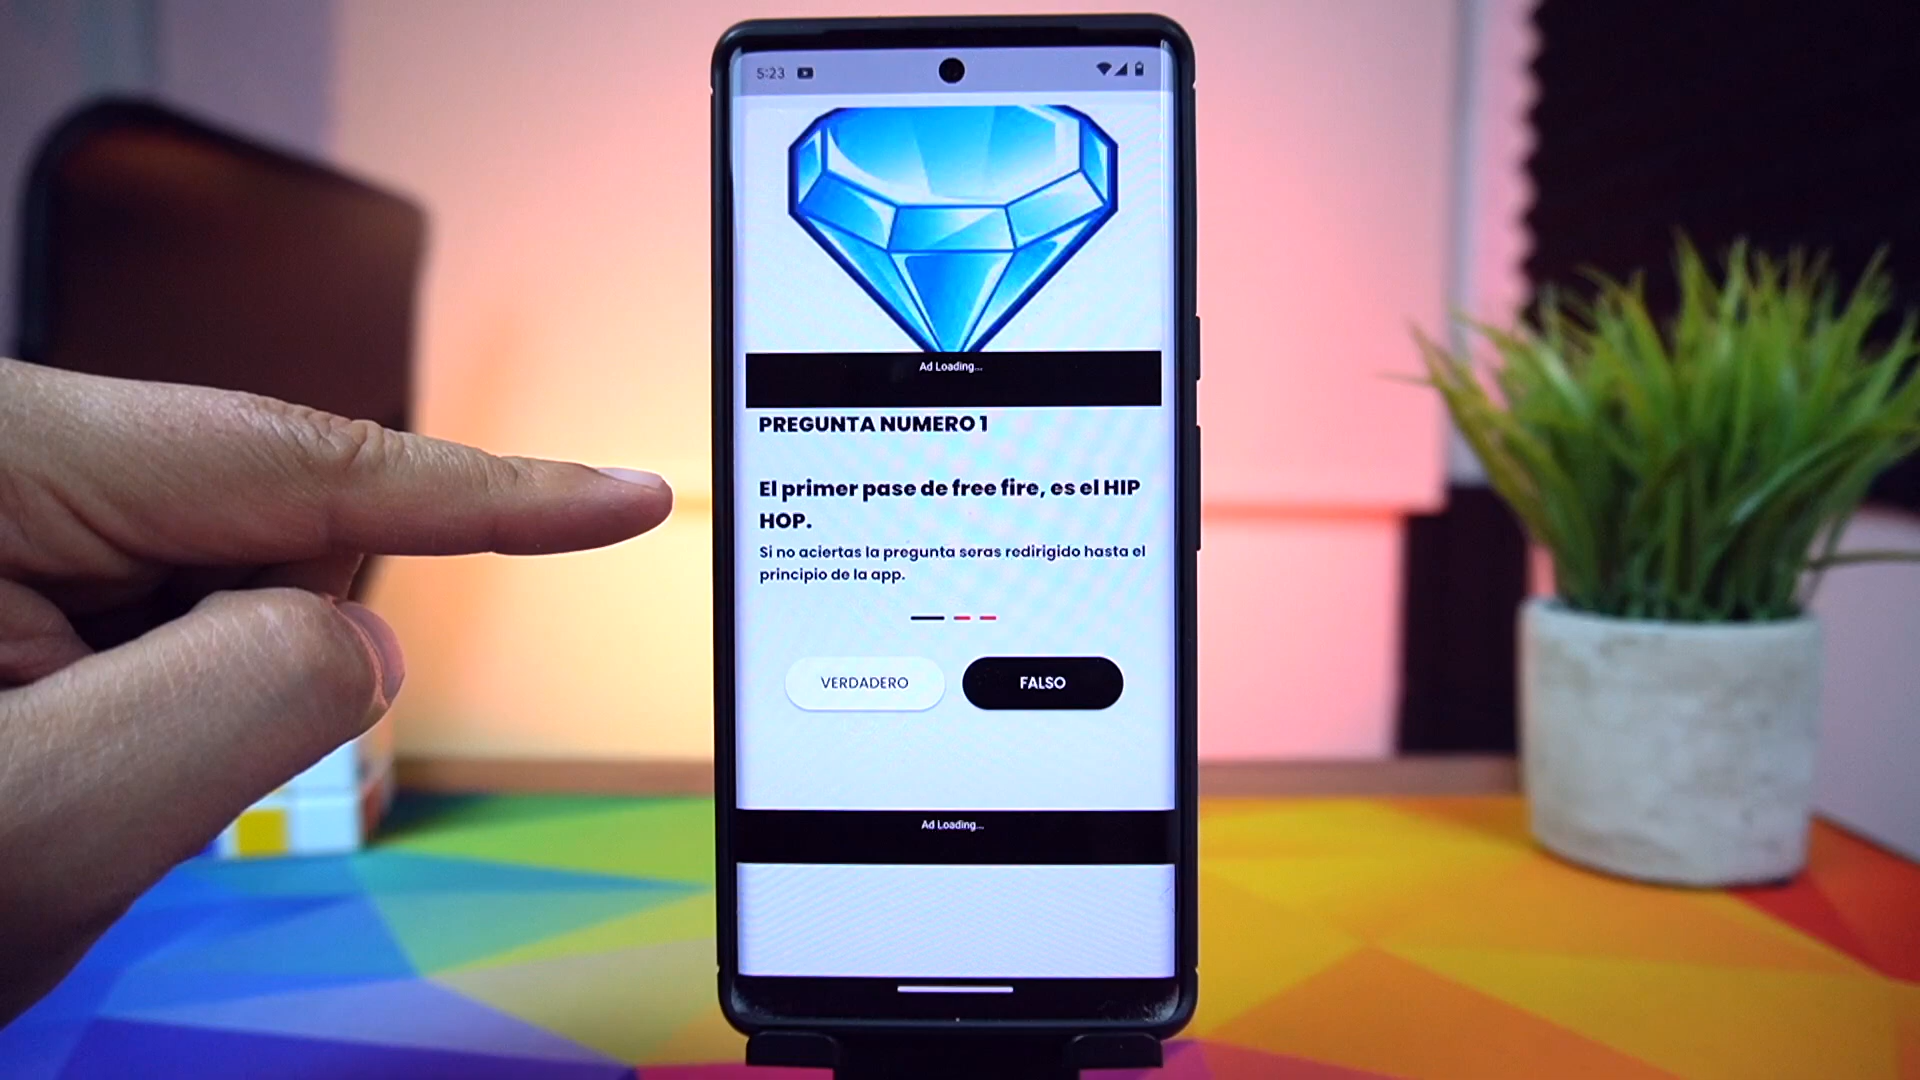 5:23
Ad Loading...
PREGUNTA NUMERO 1
El primer pase de free fire, es el HIP
HOP.
Si no aciertas la pregunta seras redirigido hasta el
principio de la app.
VERDADERO
FALSO
Ad Loading...